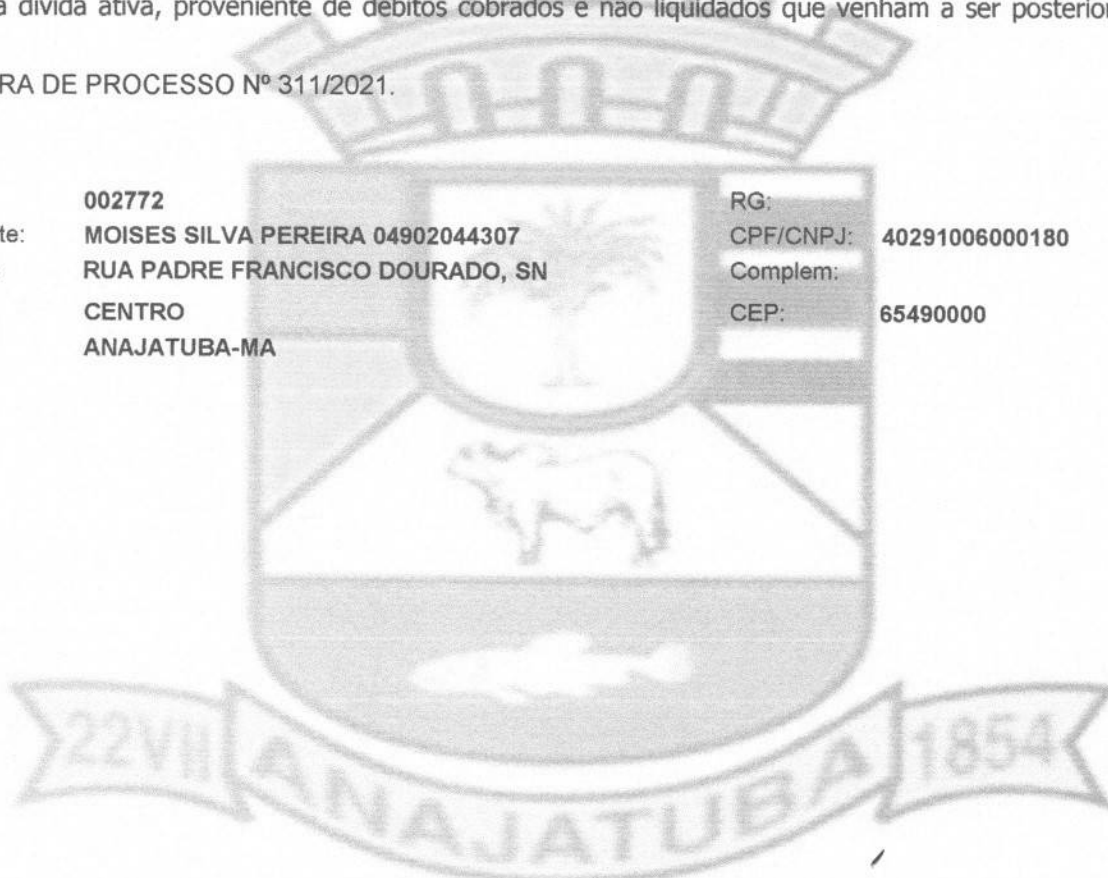 a dívida ativa, proveniente de débitos cobrados e não liquidados que venham a ser posterior
RA DE PROCESSO Nº 311/2021.
002772 RG:
te: MOISES SILVA PEREIRA 04902044307 CPF/CNPJ: 40291006000180
RUA PADRE FRANCISCO DOURADO, SN Complem:
CENTRO CEP: 65490000
ANAJATUBA-MA
22VII ANAJATUBA 1854